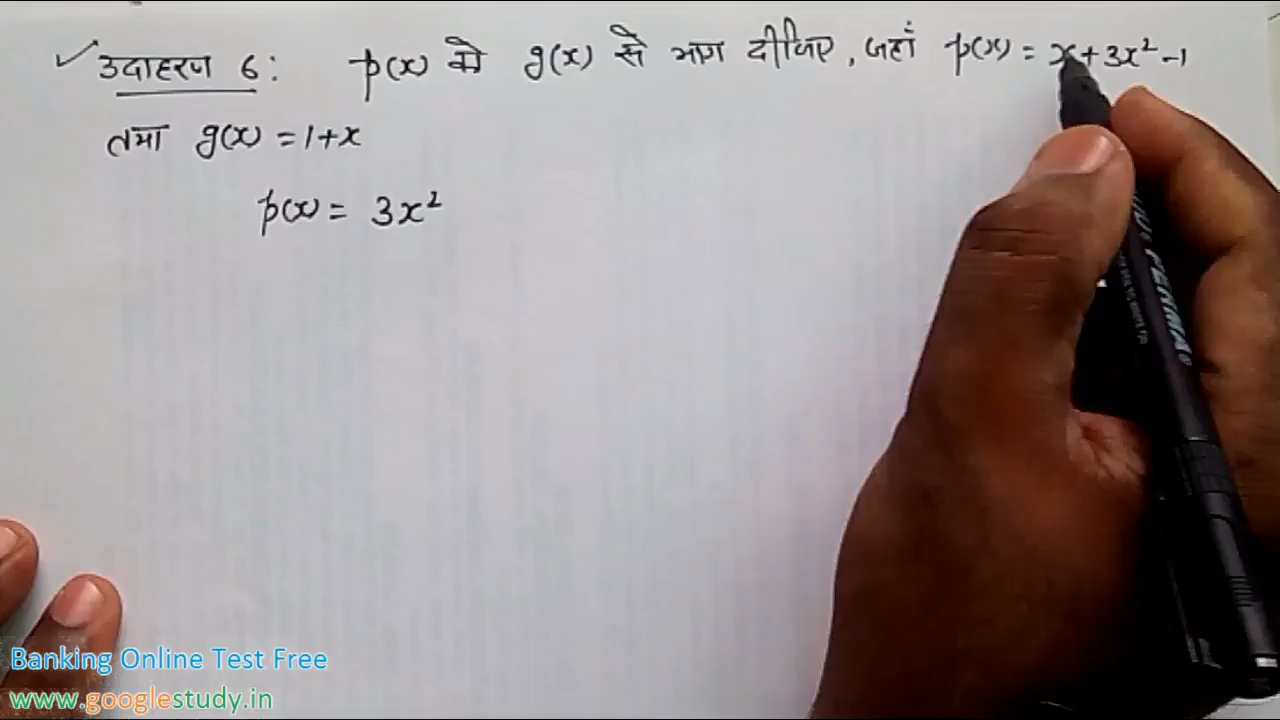 ✓ उदाहरण 6: p(x) को g(x) से भाग दीजिए, जहाँ p(x) = x + 3x² - 1
तथा g(x) = 1 + x
p(x) = 3x²
Banking Online Test Free
www.googlestudy.in